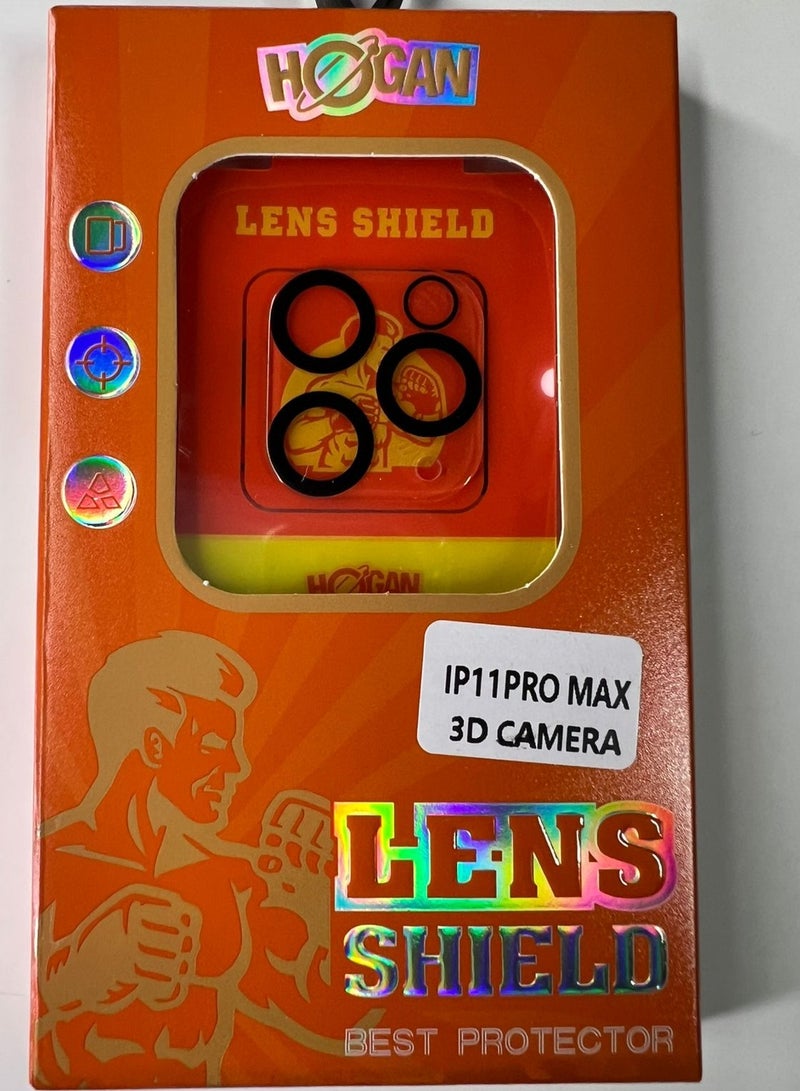 HOGAN
LENS SHIELD
HOGAN
IP11PRO MAX
3D CAMERA
LENS
SHIELD
BEST PROTECTOR